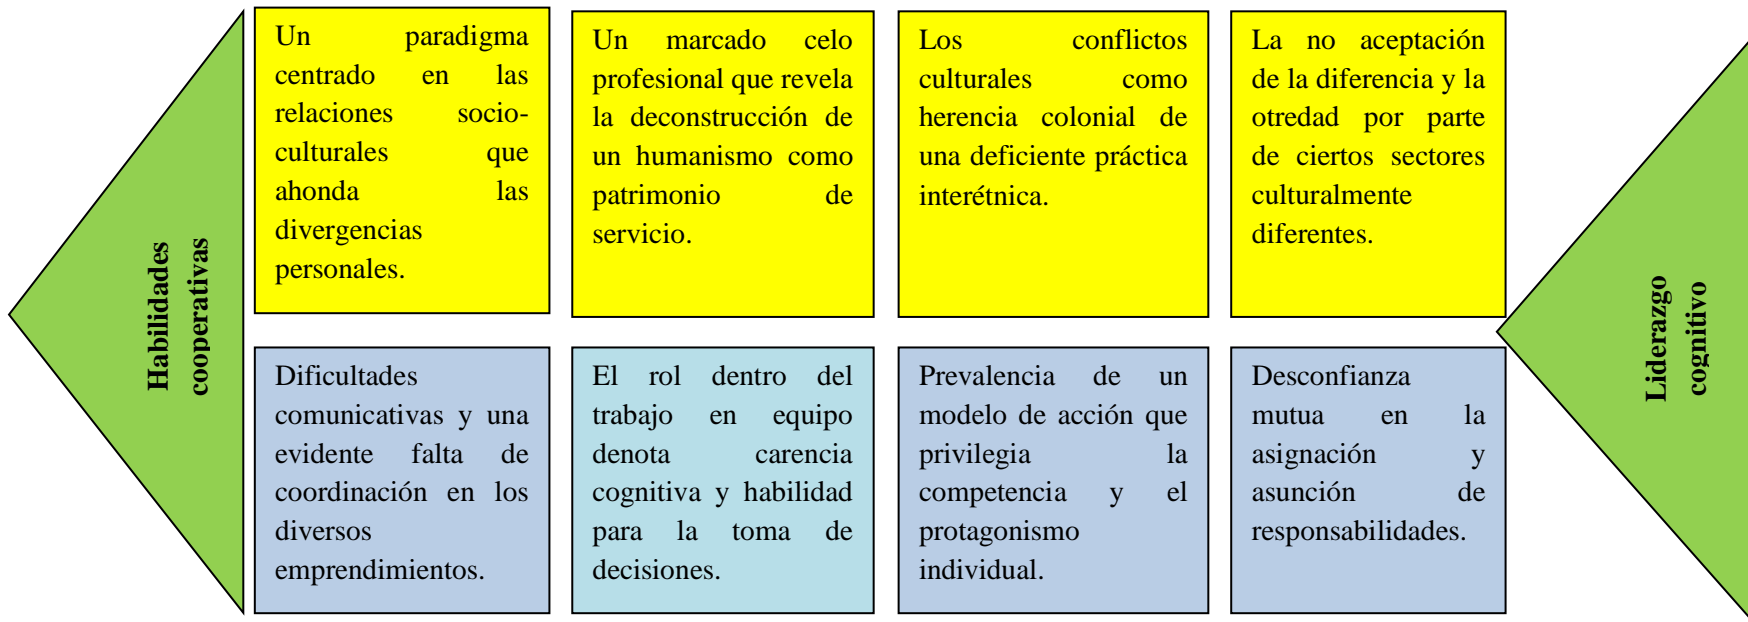 Habilidades
cooperativas
Un paradigma
centrado en las
relaciones socio-
culturales que
ahonda las
divergencias
personales.
Un marcado celo
profesional que revela
la deconstrucción de
un humanismo como
patrimonio de
servicio.
Los conflictos
culturales como
herencia colonial de
una deficiente práctica
interétnica.
La no aceptación
de la diferencia y la
otredad por parte
de ciertos sectores
culturalmente
diferentes.
Dificultades
comunicativas y una
evidente falta de
coordinación en los
diversos
emprendimientos.
El rol dentro del
trabajo en equipo
denota carencia
cognitiva y habilidad
para la toma de
decisiones.
Prevalencia de un
modelo de acción que
privilegia la
competencia y el
protagonismo
individual.
Desconfianza
mutua en la
asignación y
asunción de
responsabilidades.
Liderazgo
cognitivo